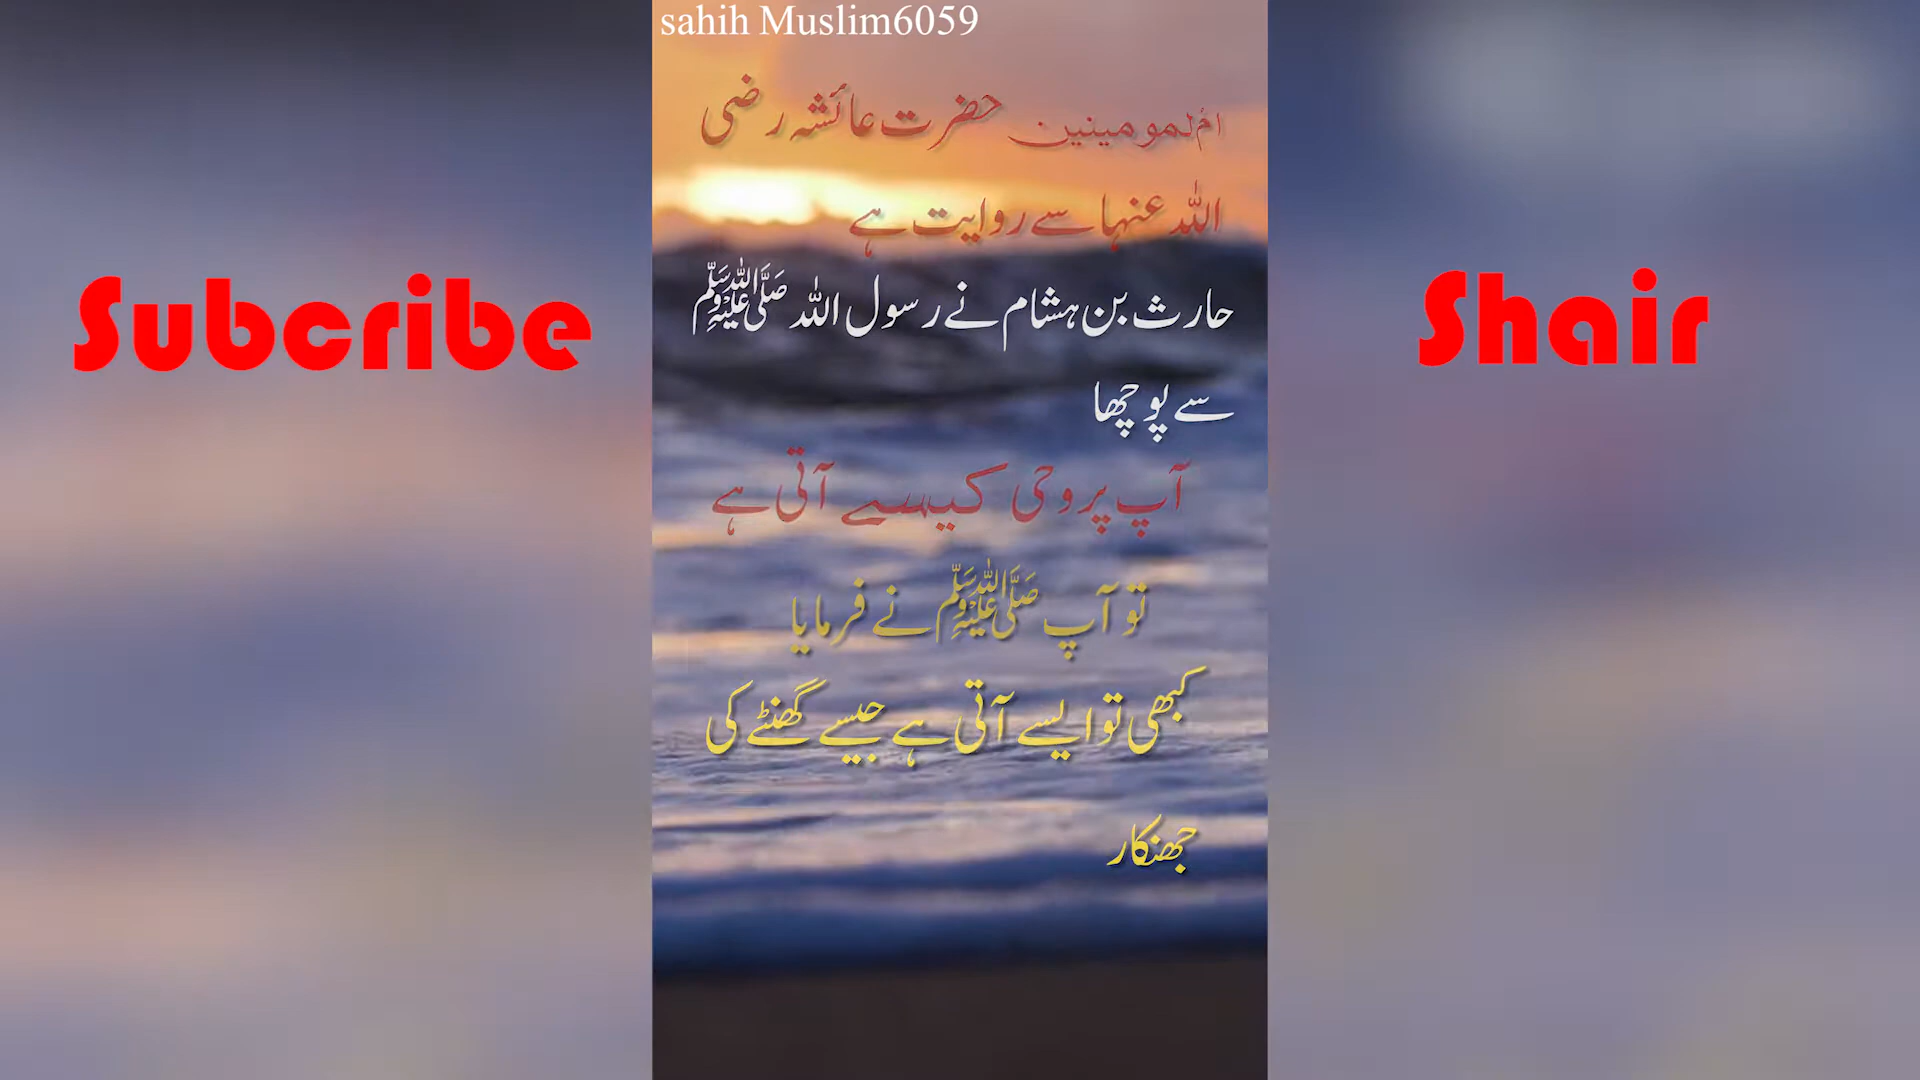 sahih Muslim6059
ام لمو مینین حضرت عائشہ رضی
اللہ عنہا سے روایت ہے
حارث بن ہشام نے رسول اللہ ﷺ
سے پوچھا
آپ پر وحی کیسے آتی ہے
تو آپ ﷺ نے فرمایا
کبھی تو ایسے آتی ہے جیسے گھنٹے کی
جھنکار
Subcribe
Shair